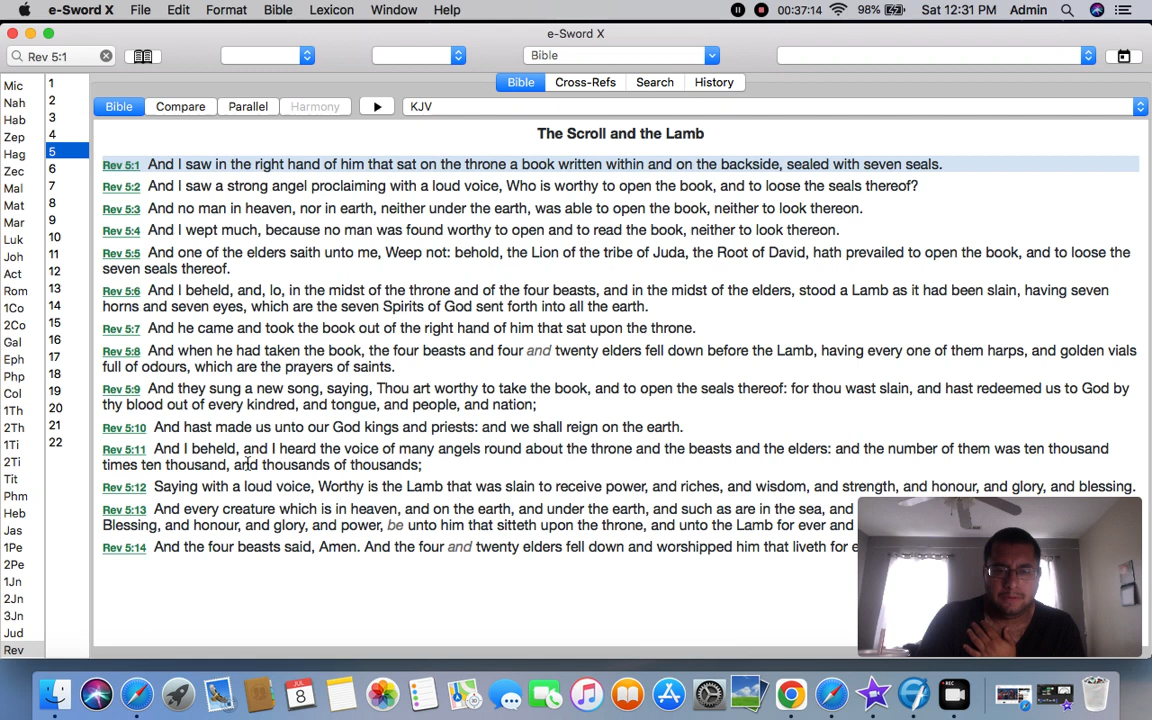 e-Sword X File Edit Format Bible Lexicon Window Help 00:37:14 98% Sat 12:31 PM Admin
e-Sword X
Rev 5:1 Bible
Bible Cross-Refs Search History
Bible Compare Parallel Harmony KJV
Mic
Nah
Hab
Zep
Hag
Zec
Mal
Mat
Mar
Luk
Joh
Act
Rom
1Co
2Co
Gal
Eph
Php
Col
1Th
2Th
1Ti
2Ti
Tit
Phm
Heb
Jas
1Pe
2Pe
1Jn
2Jn
3Jn
Jud
Rev
1
2
3
4
5
6
7
8
9
10
11
12
13
14
15
16
17
18
19
20
21
22
The Scroll and the Lamb
Rev 5:1 And I saw in the right hand of him that sat on the throne a book written within and on the backside, sealed with seven seals.
Rev 5:2 And I saw a strong angel proclaiming with a loud voice, Who is worthy to open the book, and to loose the seals thereof?
Rev 5:3 And no man in heaven, nor in earth, neither under the earth, was able to open the book, neither to look thereon.
Rev 5:4 And I wept much, because no man was found worthy to open and to read the book, neither to look thereon.
Rev 5:5 And one of the elders saith unto me, Weep not: behold, the Lion of the tribe of Juda, the Root of David, hath prevailed to open the book, and to loose the
seven seals thereof.
Rev 5:6 And I beheld, and, lo, in the midst of the throne and of the four beasts, and in the midst of the elders, stood a Lamb as it had been slain, having seven
horns and seven eyes, which are the seven Spirits of God sent forth into all the earth.
Rev 5:7 And he came and took the book out of the right hand of him that sat upon the throne.
Rev 5:8 And when he had taken the book, the four beasts and four and twenty elders fell down before the Lamb, having every one of them harps, and golden vials
full of odours, which are the prayers of saints.
Rev 5:9 And they sung a new song, saying, Thou art worthy to take the book, and to open the seals thereof: for thou wast slain, and hast redeemed us to God by
thy blood out of every kindred, and tongue, and people, and nation;
Rev 5:10 And hast made us unto our God kings and priests: and we shall reign on the earth.
Rev 5:11 And I beheld, and I heard the voice of many angels round about the throne and the beasts and the elders: and the number of them was ten thousand
times ten thousand, and thousands of thousands;
Rev 5:12 Saying with a loud voice, Worthy is the Lamb that was slain to receive power, and riches, and wisdom, and strength, and honour, and glory, and blessing.
Rev 5:13 And every creature which is in heaven, and on the earth, and under the earth, and such as are in the sea, and
Blessing, and honour, and glory, and power, be unto him that sitteth upon the throne, and unto the Lamb for ever and
Rev 5:14 And the four beasts said, Amen. And the four and twenty elders fell down and worshipped him that liveth for
8
REC